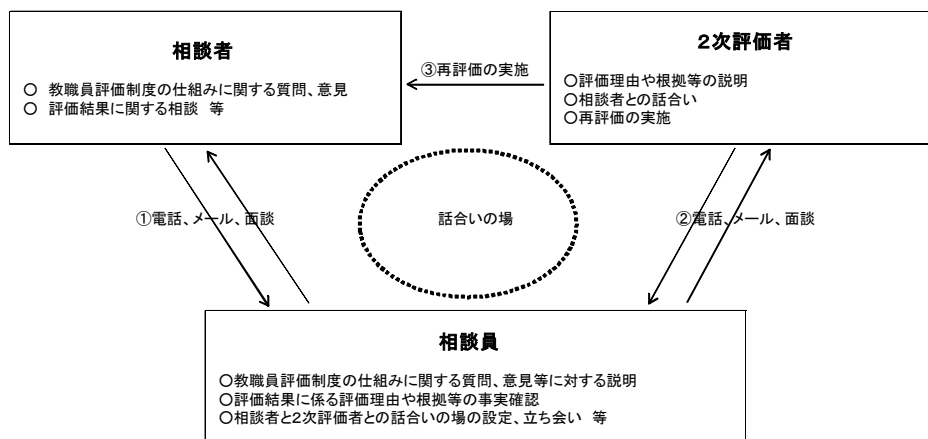 相談者
○ 教職員評価制度の仕組みに関する質問、意見
○ 評価結果に関する相談 等
③再評価の実施
２次評価者
○評価理由や根拠等の説明
○相談者との話合い
○再評価の実施
①電話、メール、面談
話合いの場
②電話、メール、面談
相談員
○教職員評価制度の仕組みに関する質問、意見等に対する説明
○評価結果に係る評価理由や根拠等の事実確認
○相談者と２次評価者との話合いの場の設定、立ち会い 等